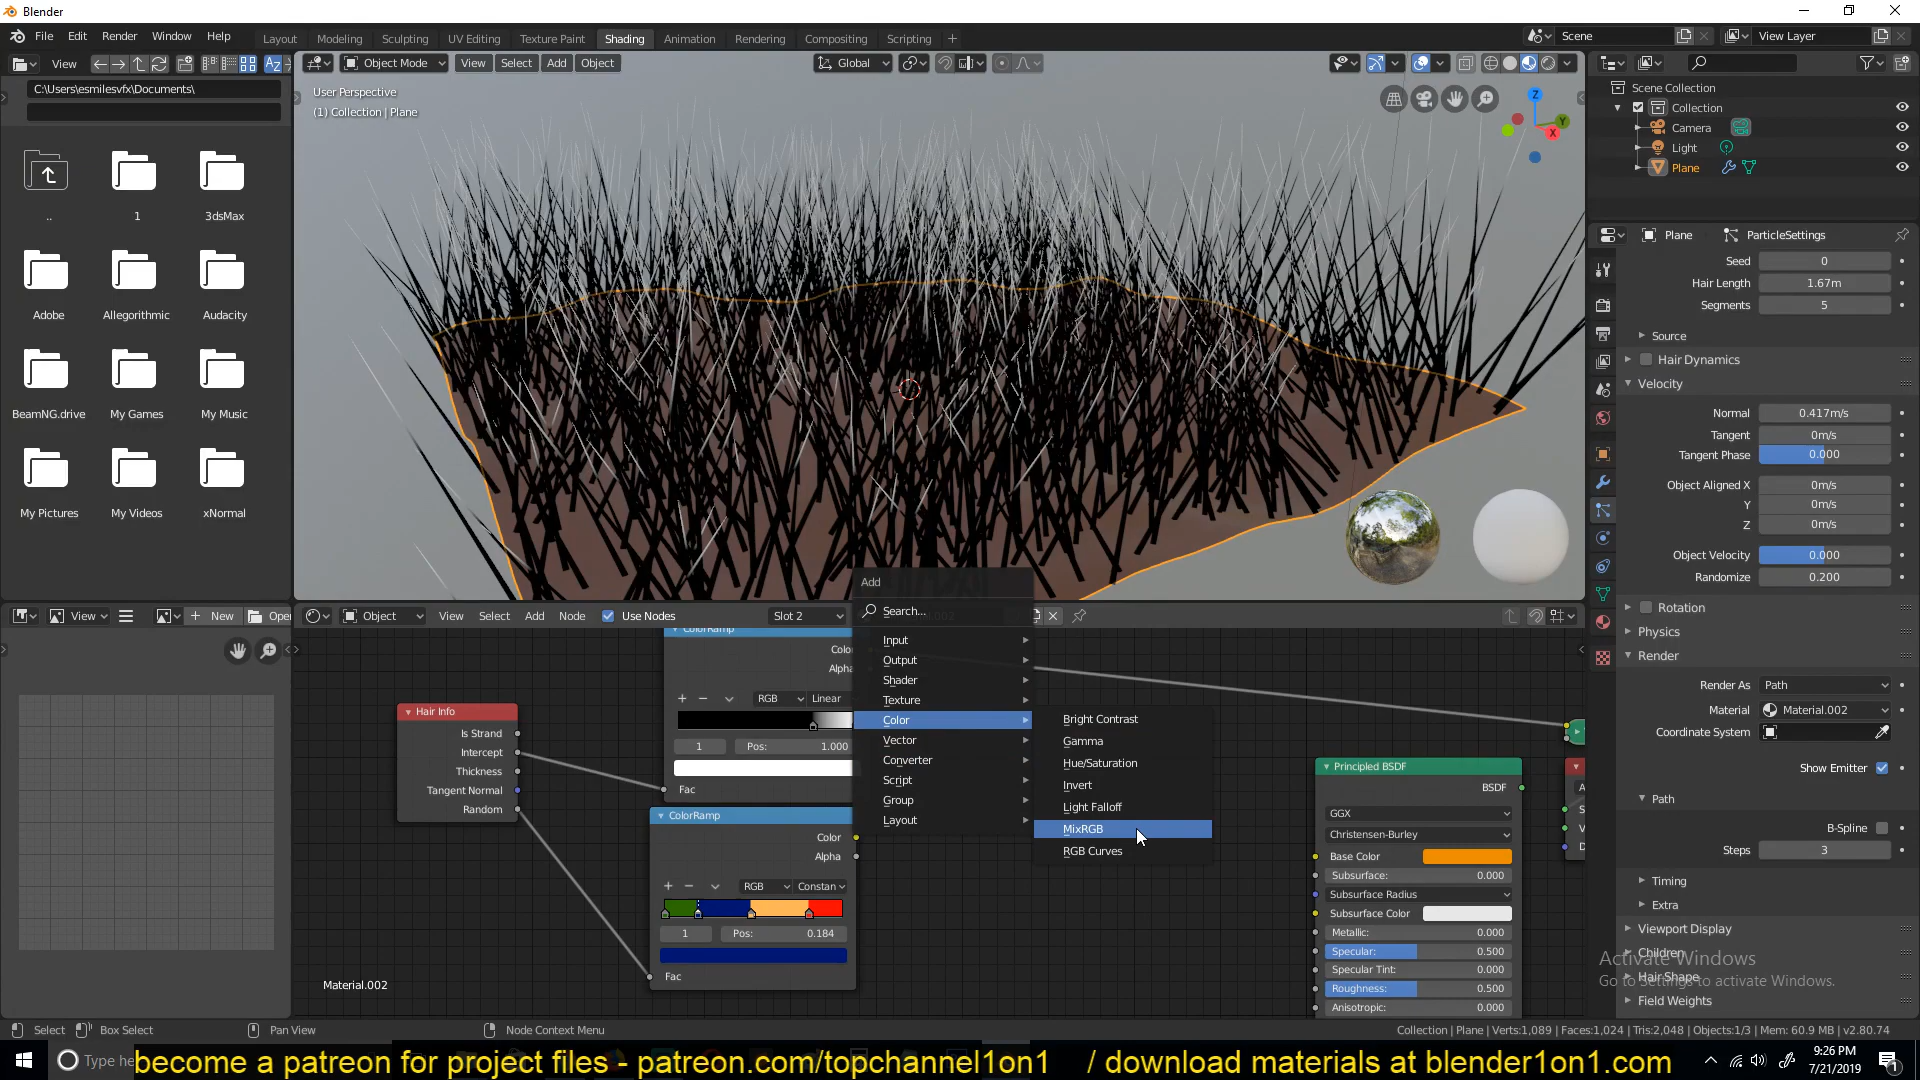 Blender
File Edit Render Window Help
Layout Modeling Sculpting UV Editing Texture Paint Shading Animation Rendering Compositing Scripting +
Scene
View Layer
View
Object Mode View Select Add Object
Global
C:\Users\esmilesvfx\Documents\
User Perspective
(1) Collection | Plane
Z
Y
X
Scene Collection
Collection
Camera
Light
Plane
.. 1 3dsMax
Adobe Allegorithmic Audacity
BeamNG.drive My Games My Music
My Pictures My Videos xNormal
Plane ParticleSettings
Seed 0
Hair Length 1.67m
Segments 5
Source
Hair Dynamics
Velocity
Normal 0.417m/s
Tangent 0m/s
Tangent Phase 0.000
Object Aligned X 0m/s
Y 0m/s
Z 0m/s
Object Velocity 0.000
Randomize 0.200
Rotation
Physics
Render
Render As Path
Material Material.002
Coordinate System
Show Emitter
Path
B-Spline
Steps 3
Timing
Extra
Viewport Display
Children
Hair Shape
Field Weights
Activate Windows
Go to Settings to activate Windows.
View New Open
Object View Select Add Node Use Nodes Slot 2
Add
Search...
Input
Output
Shader
Texture
Color
Vector
Converter
Script
Group
Layout
Bright Contrast
Gamma
Hue/Saturation
Invert
Light Falloff
MixRGB
RGB Curves
Hair Info
Is Strand
Intercept
Thickness
Tangent Normal
Random
ColorRamp
Color
Alpha
RGB Linear
1 Pos: 1.000
Fac
ColorRamp
Color
Alpha
RGB Constan
1 Pos: 0.184
Fac
Principled BSDF
BSDF
GGX
Christensen-Burley
Base Color
Subsurface: 0.000
Subsurface Radius
Subsurface Color
Metallic: 0.000
Specular: 0.500
Specular Tint: 0.000
Roughness: 0.500
Anisotropic: 0.000
Material.002
Select Box Select Pan View Node Context Menu
Collection | Plane | Verts:1,089 | Faces:1,024 | Tris:2,048 | Objects:1/3 | Mem: 60.9 MB | v2.80.74
Type he
become a patreon for project files - patreon.com/topchannel1on1 / download materials at blender1on1.com
9:26 PM
7/21/2019
1